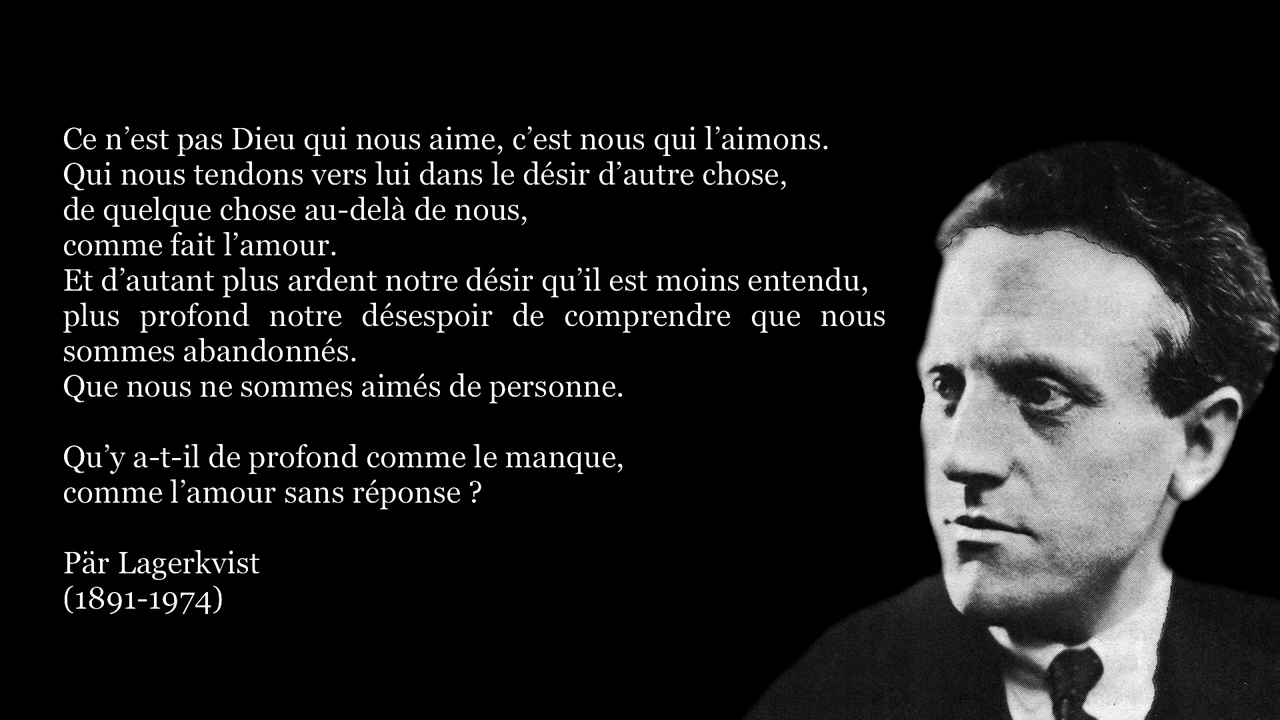 Ce n’est pas Dieu qui nous aime, c’est nous qui l’aimons.
Qui nous tendons vers lui dans le désir d’autre chose,
de quelque chose au-delà de nous,
comme fait l’amour.
Et d’autant plus ardent notre désir qu’il est moins entendu,
plus profond notre désespoir de comprendre que nous
sommes abandonnés.
Que nous ne sommes aimés de personne.
Qu’y a-t-il de profond comme le manque,
comme l’amour sans réponse ?
Pär Lagerkvist
(1891-1974)